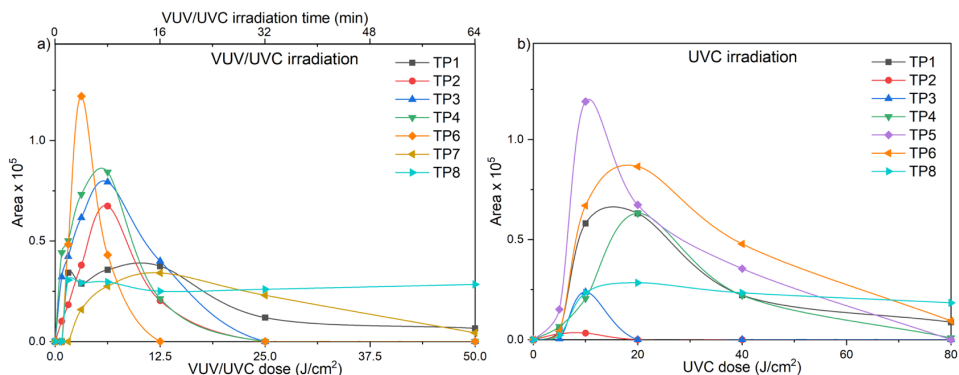 VUV/UVC irradiation time (min)
0 16 32 48 64
a)
VUV/UVC irradiation
TP1
TP2
TP3
TP4
TP6
TP7
TP8
Area x 10⁵
1.0
0.5
0.0
0.0 12.5 25.0 37.5 50.0
VUV/UVC dose (J/cm²)
b)
UVC irradiation
TP1
TP2
TP3
TP4
TP5
TP6
TP8
Area x 10⁵
1.0
0.5
0.0
0 20 40 60 80
UVC dose (J/cm²)